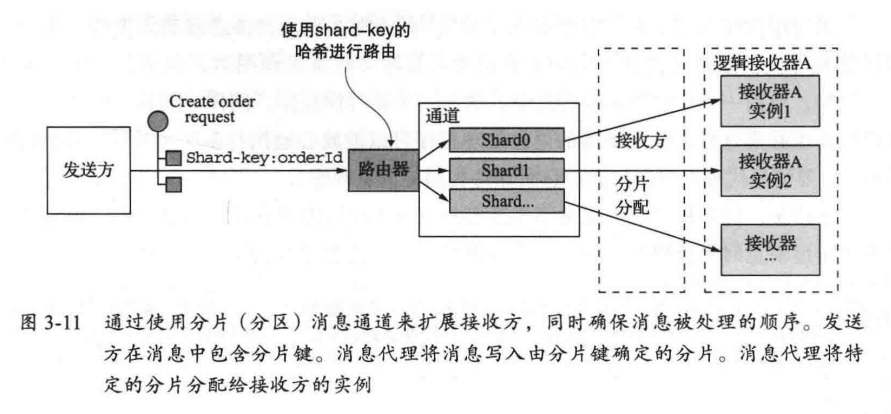 使用shard-key的
哈希进行路由
Create order
request
发送方
Shard-key:orderId
路由器
通道
Shard0
Shard1
Shard...
接收方
分片
分配
逻辑接收器A
接收器A
实例1
接收器A
实例2
接收器
...
图 3-11 通过使用分片（分区）消息通道来扩展接收方，同时确保消息被处理的顺序。发送
方在消息中包含分片键。消息代理将消息写入由分片键确定的分片。消息代理将特
定的分片分配给接收方的实例